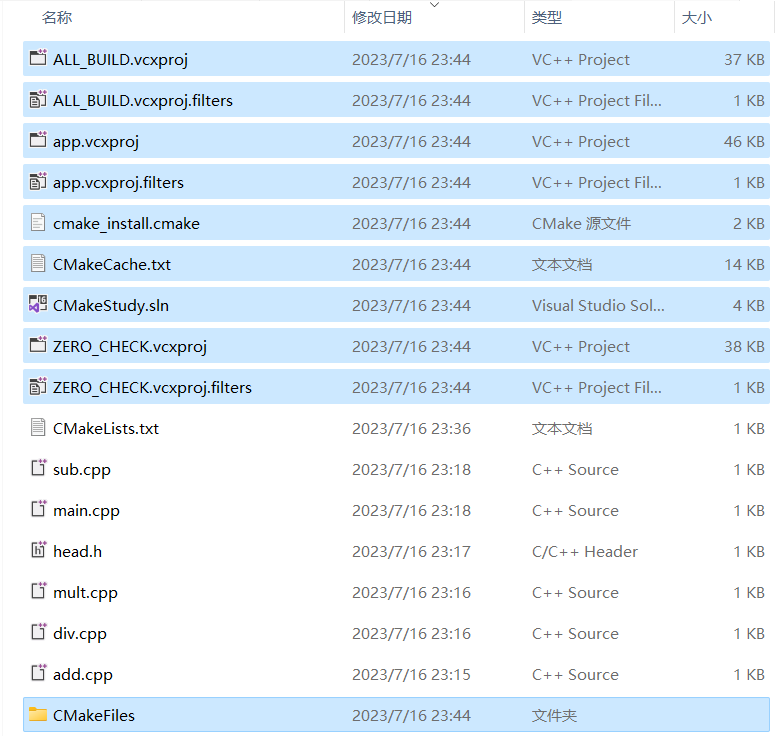 名称 修改日期 类型 大小
ALL_BUILD.vcxproj 2023/7/16 23:44 VC++ Project 37 KB
ALL_BUILD.vcxproj.filters 2023/7/16 23:44 VC++ Project Fil... 1 KB
app.vcxproj 2023/7/16 23:44 VC++ Project 46 KB
app.vcxproj.filters 2023/7/16 23:44 VC++ Project Fil... 1 KB
cmake_install.cmake 2023/7/16 23:44 CMake 源文件 2 KB
CMakeCache.txt 2023/7/16 23:44 文本文档 14 KB
CMakeStudy.sln 2023/7/16 23:44 Visual Studio Sol... 4 KB
ZERO_CHECK.vcxproj 2023/7/16 23:44 VC++ Project 38 KB
ZERO_CHECK.vcxproj.filters 2023/7/16 23:44 VC++ Project Fil... 1 KB
CMakeLists.txt 2023/7/16 23:36 文本文档 1 KB
sub.cpp 2023/7/16 23:18 C++ Source 1 KB
main.cpp 2023/7/16 23:18 C++ Source 1 KB
head.h 2023/7/16 23:17 C/C++ Header 1 KB
mult.cpp 2023/7/16 23:16 C++ Source 1 KB
div.cpp 2023/7/16 23:16 C++ Source 1 KB
add.cpp 2023/7/16 23:15 C++ Source 1 KB
CMakeFiles 2023/7/16 23:44 文件夹